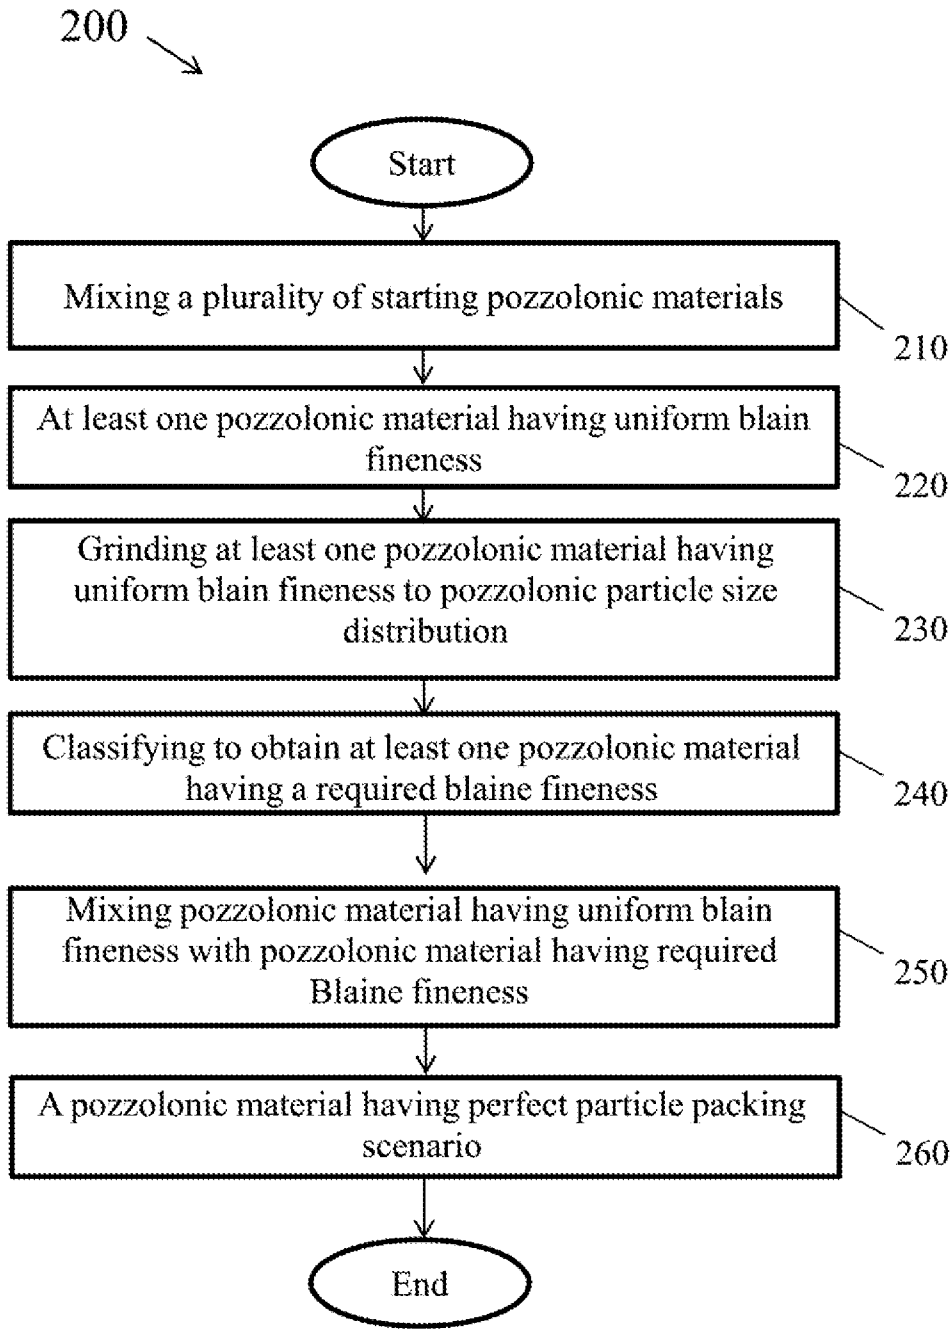 200
Start
Mixing a plurality of starting pozzolonic materials
210
At least one pozzolonic material having uniform blain
fineness
220
Grinding at least one pozzolonic material having
uniform blain fineness to pozzolonic particle size
distribution
230
Classifying to obtain at least one pozzolonic material
having a required blaine fineness
240
Mixing pozzolonic material having uniform blain
fineness with pozzolonic material having required
Blaine fineness
250
A pozzolonic material having perfect particle packing
scenario
260
End